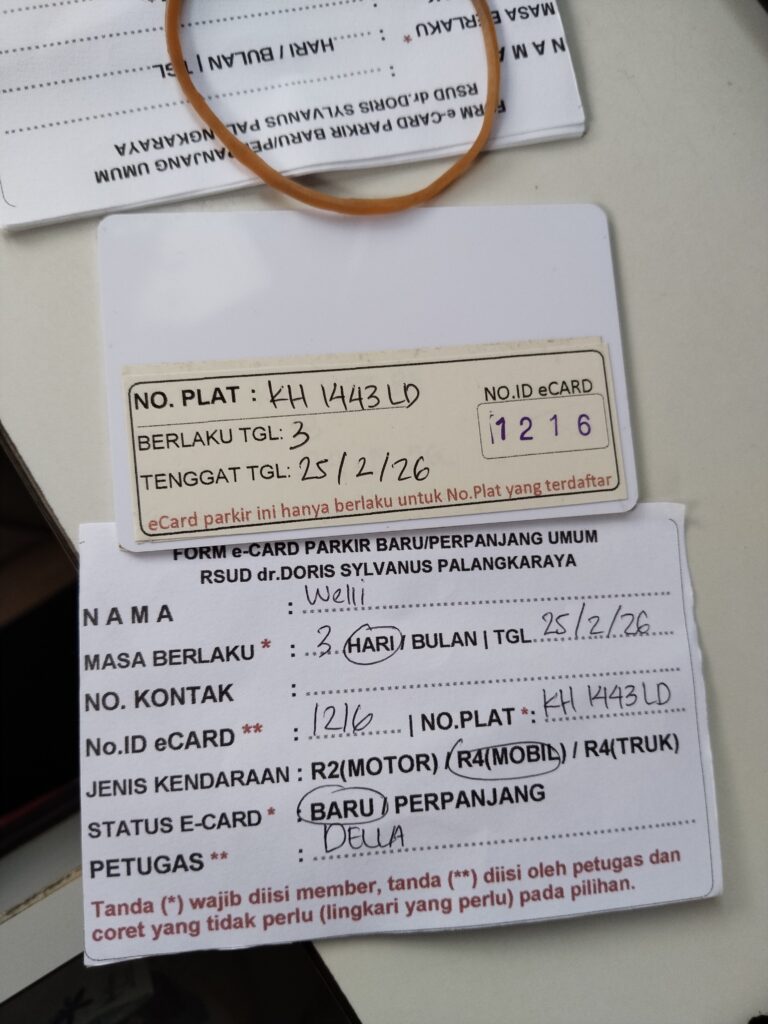 FORM e-CARD PARKIR BARU/PERPANJANG UMUM
RSUD dr.DORIS SYLVANUS PALANGKARAYA
NAMA
MASA BERLAKU * :
HARI / BULAN | TGL
NO. PLAT : KH 1443 LD
NO.ID eCARD
1216
BERLAKU TGL: 3
TENGGAT TGL: 25/2/26
eCard parkir ini hanya berlaku untuk No.Plat yang terdaftar
FORM e-CARD PARKIR BARU/PERPANJANG UMUM
RSUD dr.DORIS SYLVANUS PALANGKARAYA
NAMA : Welli
MASA BERLAKU * : 3 HARI / BULAN | TGL 25/2/26
NO. KONTAK :
No.ID eCARD ** : 1216 | NO.PLAT *: KH 1443 LD
JENIS KENDARAAN : R2(MOTOR) / R4(MOBIL) / R4(TRUK)
STATUS E-CARD * : BARU / PERPANJANG
PETUGAS ** : DELLA
Tanda (*) wajib diisi member, tanda (**) diisi oleh petugas dan
coret yang tidak perlu (lingkari yang perlu) pada pilihan.